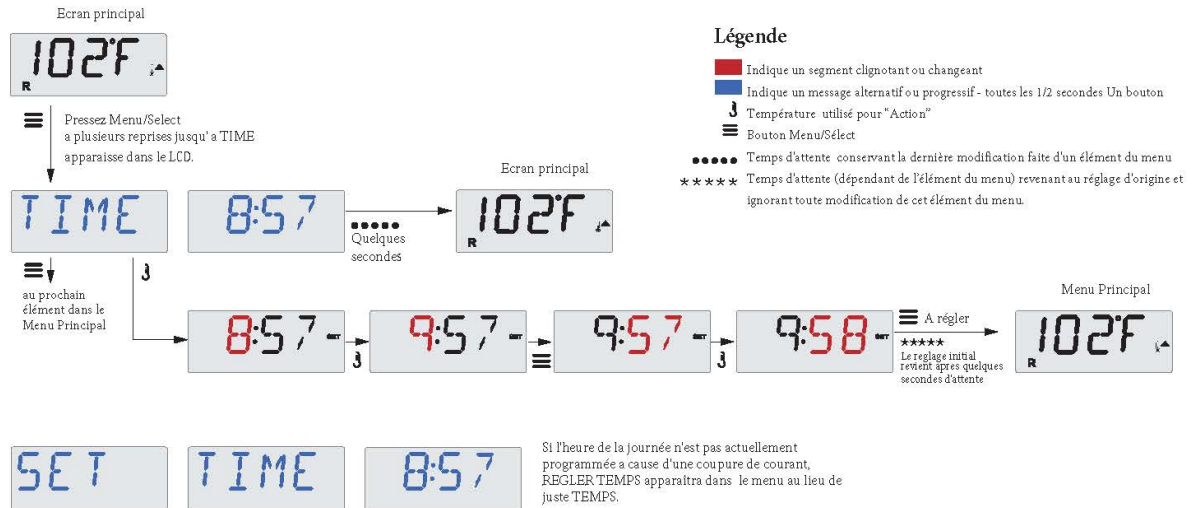 Ecran principal
102°F
R
Pressez Menu/Select
a plusieurs reprises jusqu' a TIME
apparaisse dans le LCD.
Légende
Indique un segment clignotant ou changeant
Indique un message alternatif ou progressif - toutes les 1/2 secondes Un bouton
Température utilisé pour "Action"
Bouton Menu/Sélect
Temps d'attente conservant la dernière modification faite d'un élément du menu
***** Temps d'attente (dépendant de l'élément du menu) revenant au réglage d'origine et
ignorant toute modification de cet élément du menu.
TIME
8:57
Quelques
secondes
Ecran principal
102°F
R
au prochain
élément dans le
Menu Principal
8:57 SET
9:57 SET
9:57 SET
9:58 SET
A régler
*****
Le reglage initial
revient apres quelques
secondes d'attente
Menu Principal
102°F
R
SET
TIME
8:57
Si l'heure de la journée n'est pas actuellement
programmée a cause d'une coupure de courant,
REGLER TEMPS apparaîtra dans le menu au lieu de
juste TEMPS.